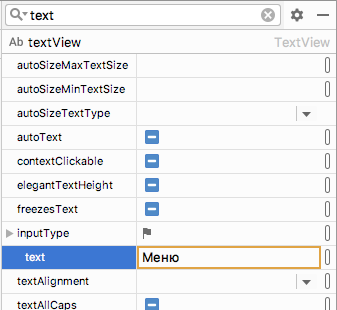 text
Ab textView TextView
autoSizeMaxTextSize
autoSizeMinTextSize
autoSizeTextType
autoText
contextClickable
elegantTextHeight
freezesText
inputType
text Меню
textAlignment
textAllCaps